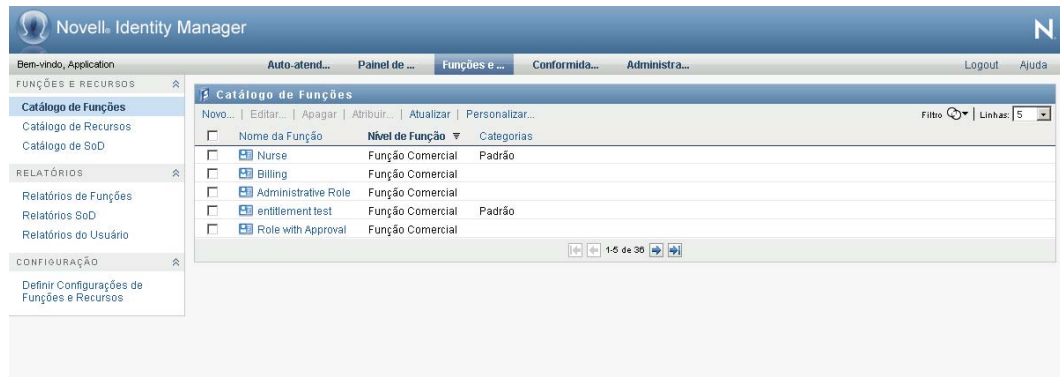 Novell® Identity Manager
N
Bem-vindo, Application
Auto-atend... Painel de ... Funções e ... Conformida... Administra... Logout Ajuda
FUNÇÕES E RECURSOS
Catálogo de Funções
Catálogo de Recursos
Catálogo de SoD
RELATÓRIOS
Relatórios de Funções
Relatórios SoD
Relatórios do Usuário
CONFIGURAÇÃO
Definir Configurações de
Funções e Recursos
Catálogo de Funções
Novo... | Editar... | Apagar | Atribuir... | Atualizar | Personalizar... Filtro | Linhas: 5
Nome da Função Nível de Função Categorias
Nurse Função Comercial Padrão
Billing Função Comercial
Administrative Role Função Comercial
entitlement test Função Comercial Padrão
Role with Approval Função Comercial
1-5 de 36